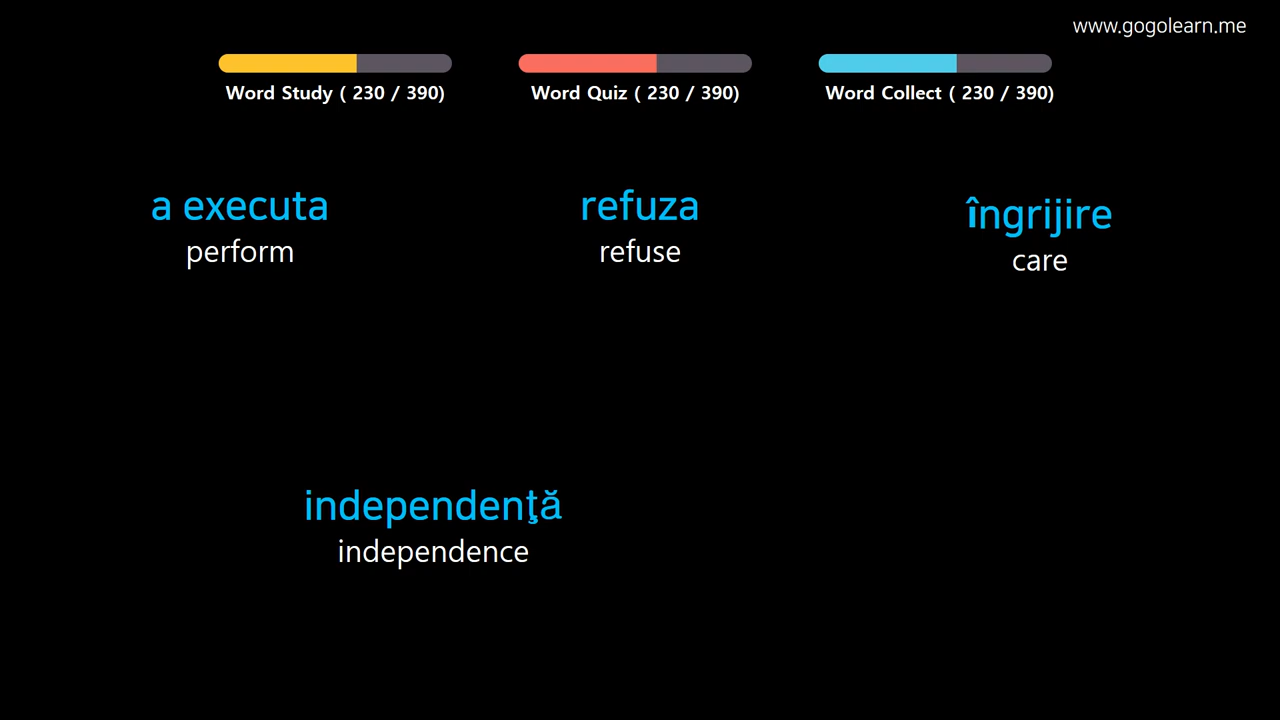 www.gogolearn.me
Word Study ( 230 / 390)
Word Quiz ( 230 / 390)
Word Collect ( 230 / 390)
a executa
perform
refuza
refuse
îngrijire
care
independenţă
independence